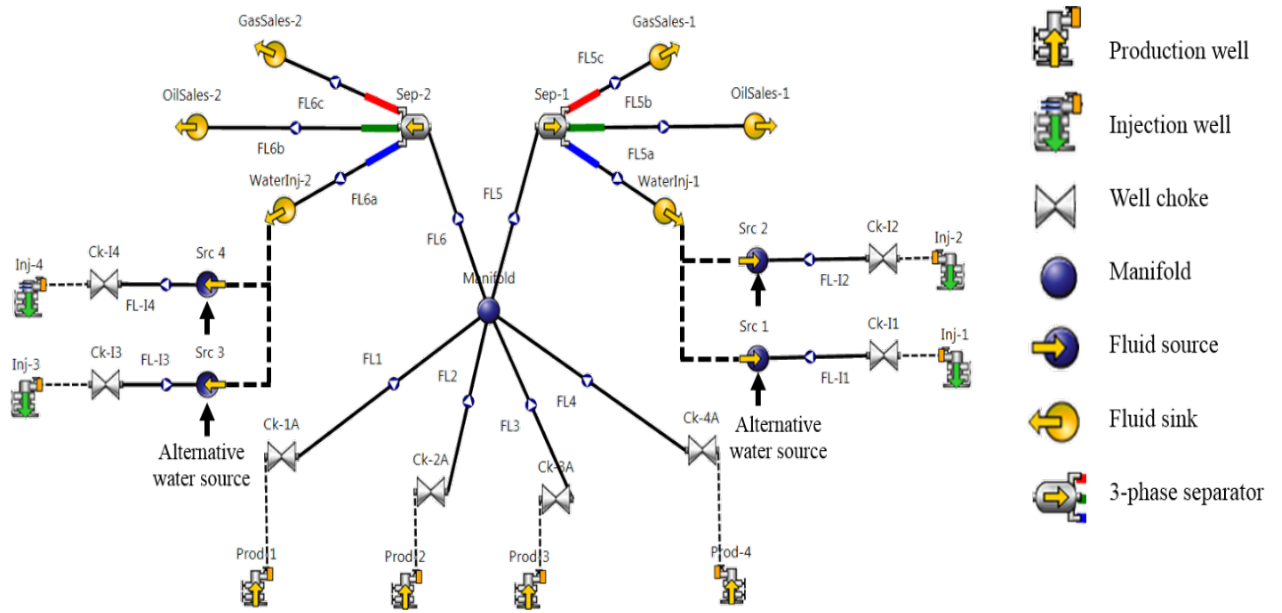 GasSales-2
GasSales-1
FL5c
Sep-2
Sep-1
OilSales-2
FL6c
FL5b
OilSales-1
FL6b
FL5a
WaterInj-2
FL6a
WaterInj-1
FL5
FL6
Ck-I4
Src 4
Inj-4
FL-I4
Src 2
Ck-I2
Inj-2
FL-I2
Manifold
Src 1
Ck-I1
Inj-1
FL-I1
Ck-I3
FL-I3
Src 3
Inj-3
FL1
FL2
FL3
FL4
Alternative
water source
Alternative
water source
Ck-1A
Ck-2A
Ck-3A
Ck-4A
Prod-1
Prod-2
Prod-3
Prod-4
Production well
Injection well
Well choke
Manifold
Fluid source
Fluid sink
3-phase separator